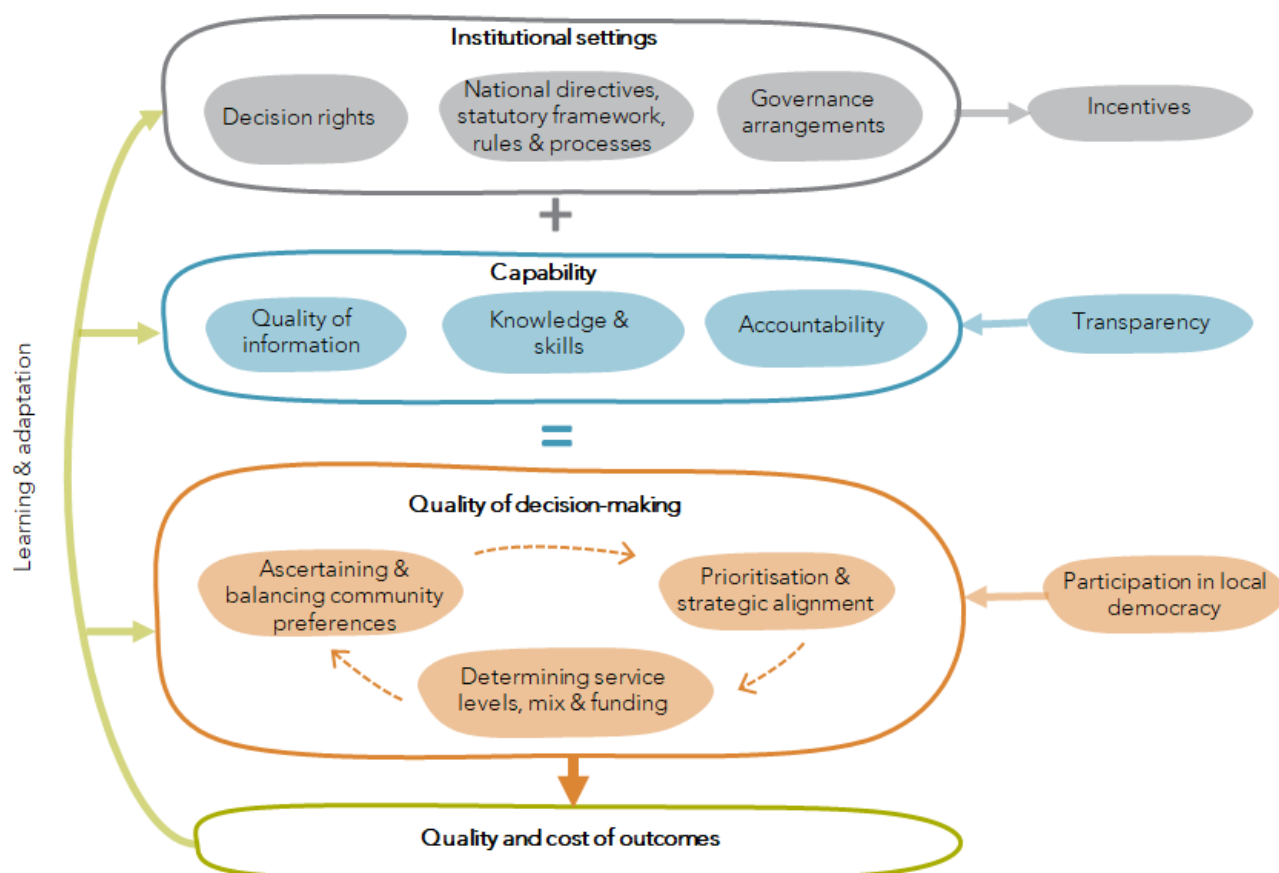 Institutional settings
Decision rights
National directives,
statutory framework,
rules & processes
Governance
arrangements
Incentives
+
Capability
Quality of
information
Knowledge &
skills
Accountability
Transparency
=
Learning & adaptation
Quality of decision-making
Ascertaining &
balancing community
preferences
Prioritisation &
strategic alignment
Participation in local
democracy
Determining service
levels, mix & funding
Quality and cost of outcomes